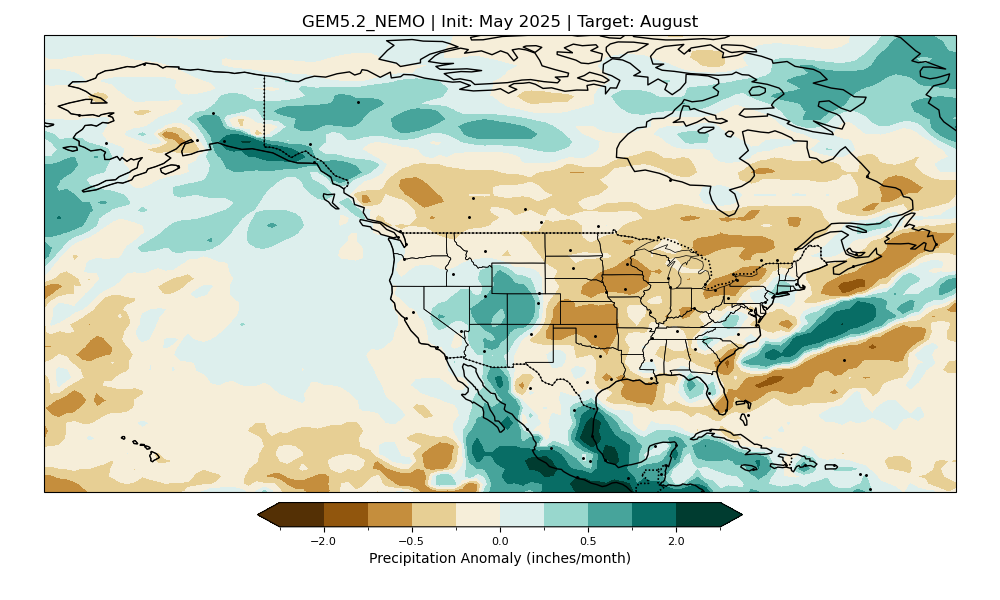 GEM5.2_NEMO | Init: May 2025 | Target: August
−2.0 −0.5 0.0 0.5 2.0
Precipitation Anomaly (inches/month)